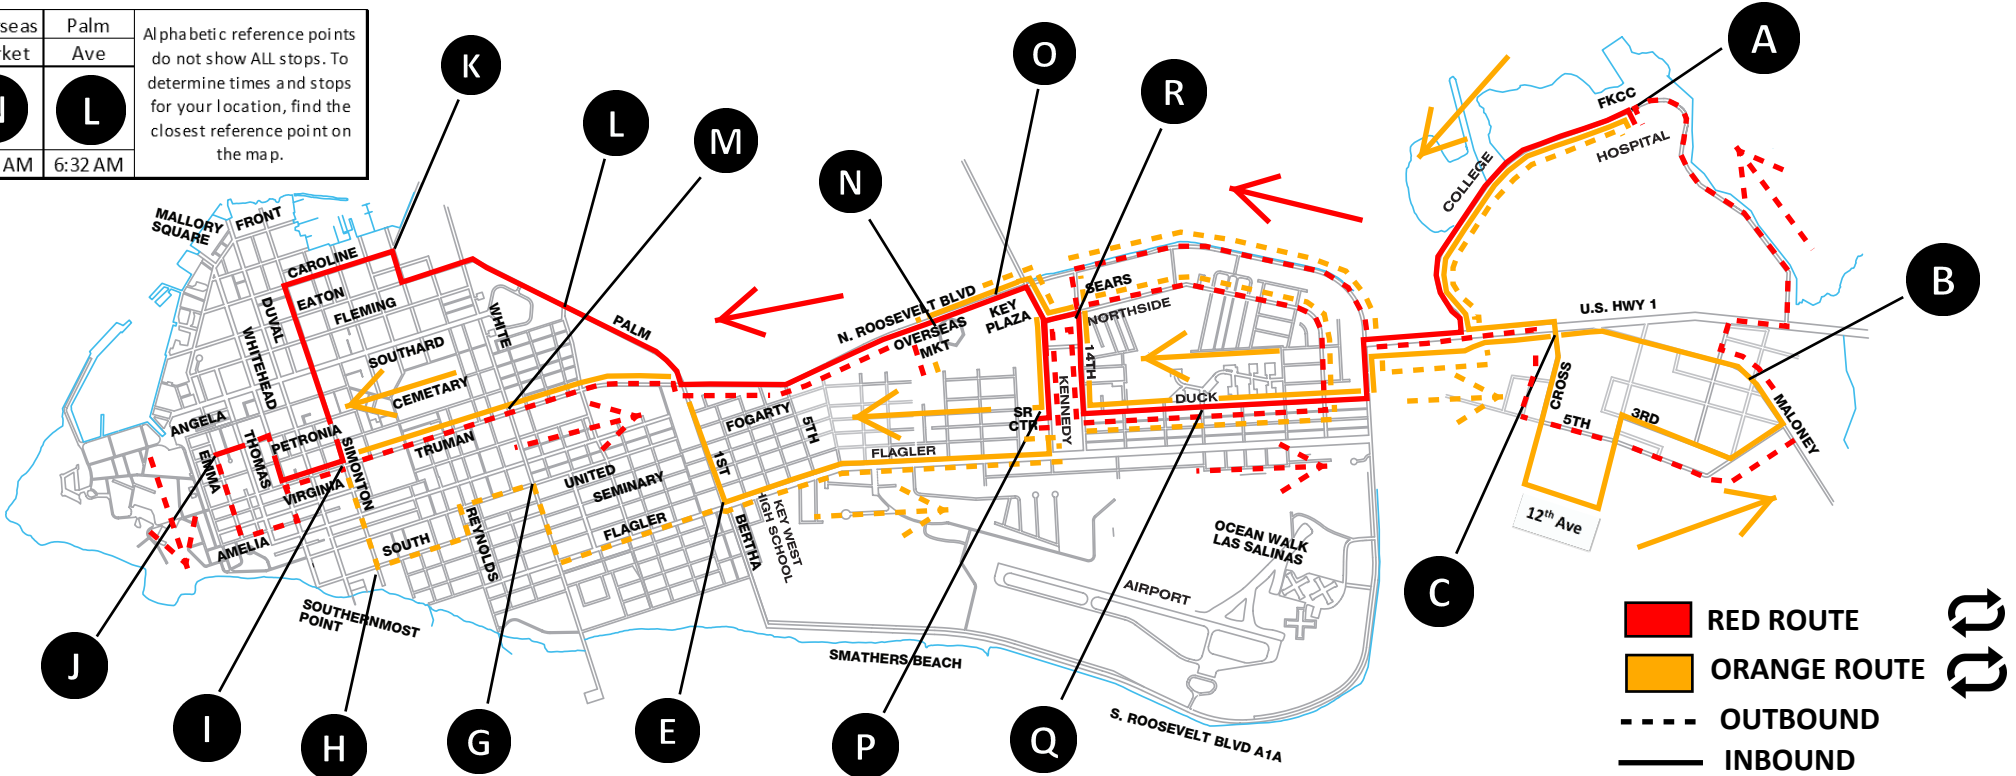 seas
Palm
ket
Ave
L
AM
6:32 AM
Alphabetic reference points
do not show ALL stops. To
determine times and stops
for your location, find the
closest reference point on
the map.
K
L
M
N
O
R
A
B
C
J
I
H
G
E
P
Q
MALLORY
SQUARE
FRONT
CAROLINE
EATON
FLEMING
DUVAL
WHITEHEAD
SOUTHARD
WHITE
CEMETARY
ANGELA
PETRONIA
THOMAS
EMMA
VIRGINIA
SIMONTON
TRUMAN
AMELIA
SOUTH
REYNOLDS
UNITED
SEMINARY
FLAGLER
SOUTHERNMOST
POINT
PALM
FOGARTY
5TH
1ST
FLAGLER
BERTHA
KEY WEST
HIGH SCHOOL
N. ROOSEVELT BLVD
OVERSEAS
MKT
KEY
PLAZA
SEARS
NORTHSIDE
14TH
KENNEDY
SR
CTR
DUCK
OCEAN WALK
LAS SALINAS
AIRPORT
SMATHERS BEACH
S. ROOSEVELT BLVD A1A
FKCC
HOSPITAL
COLLEGE
U.S. HWY 1
CROSS
5TH
3RD
MALONEY
12th Ave
RED ROUTE
ORANGE ROUTE
OUTBOUND
INBOUND